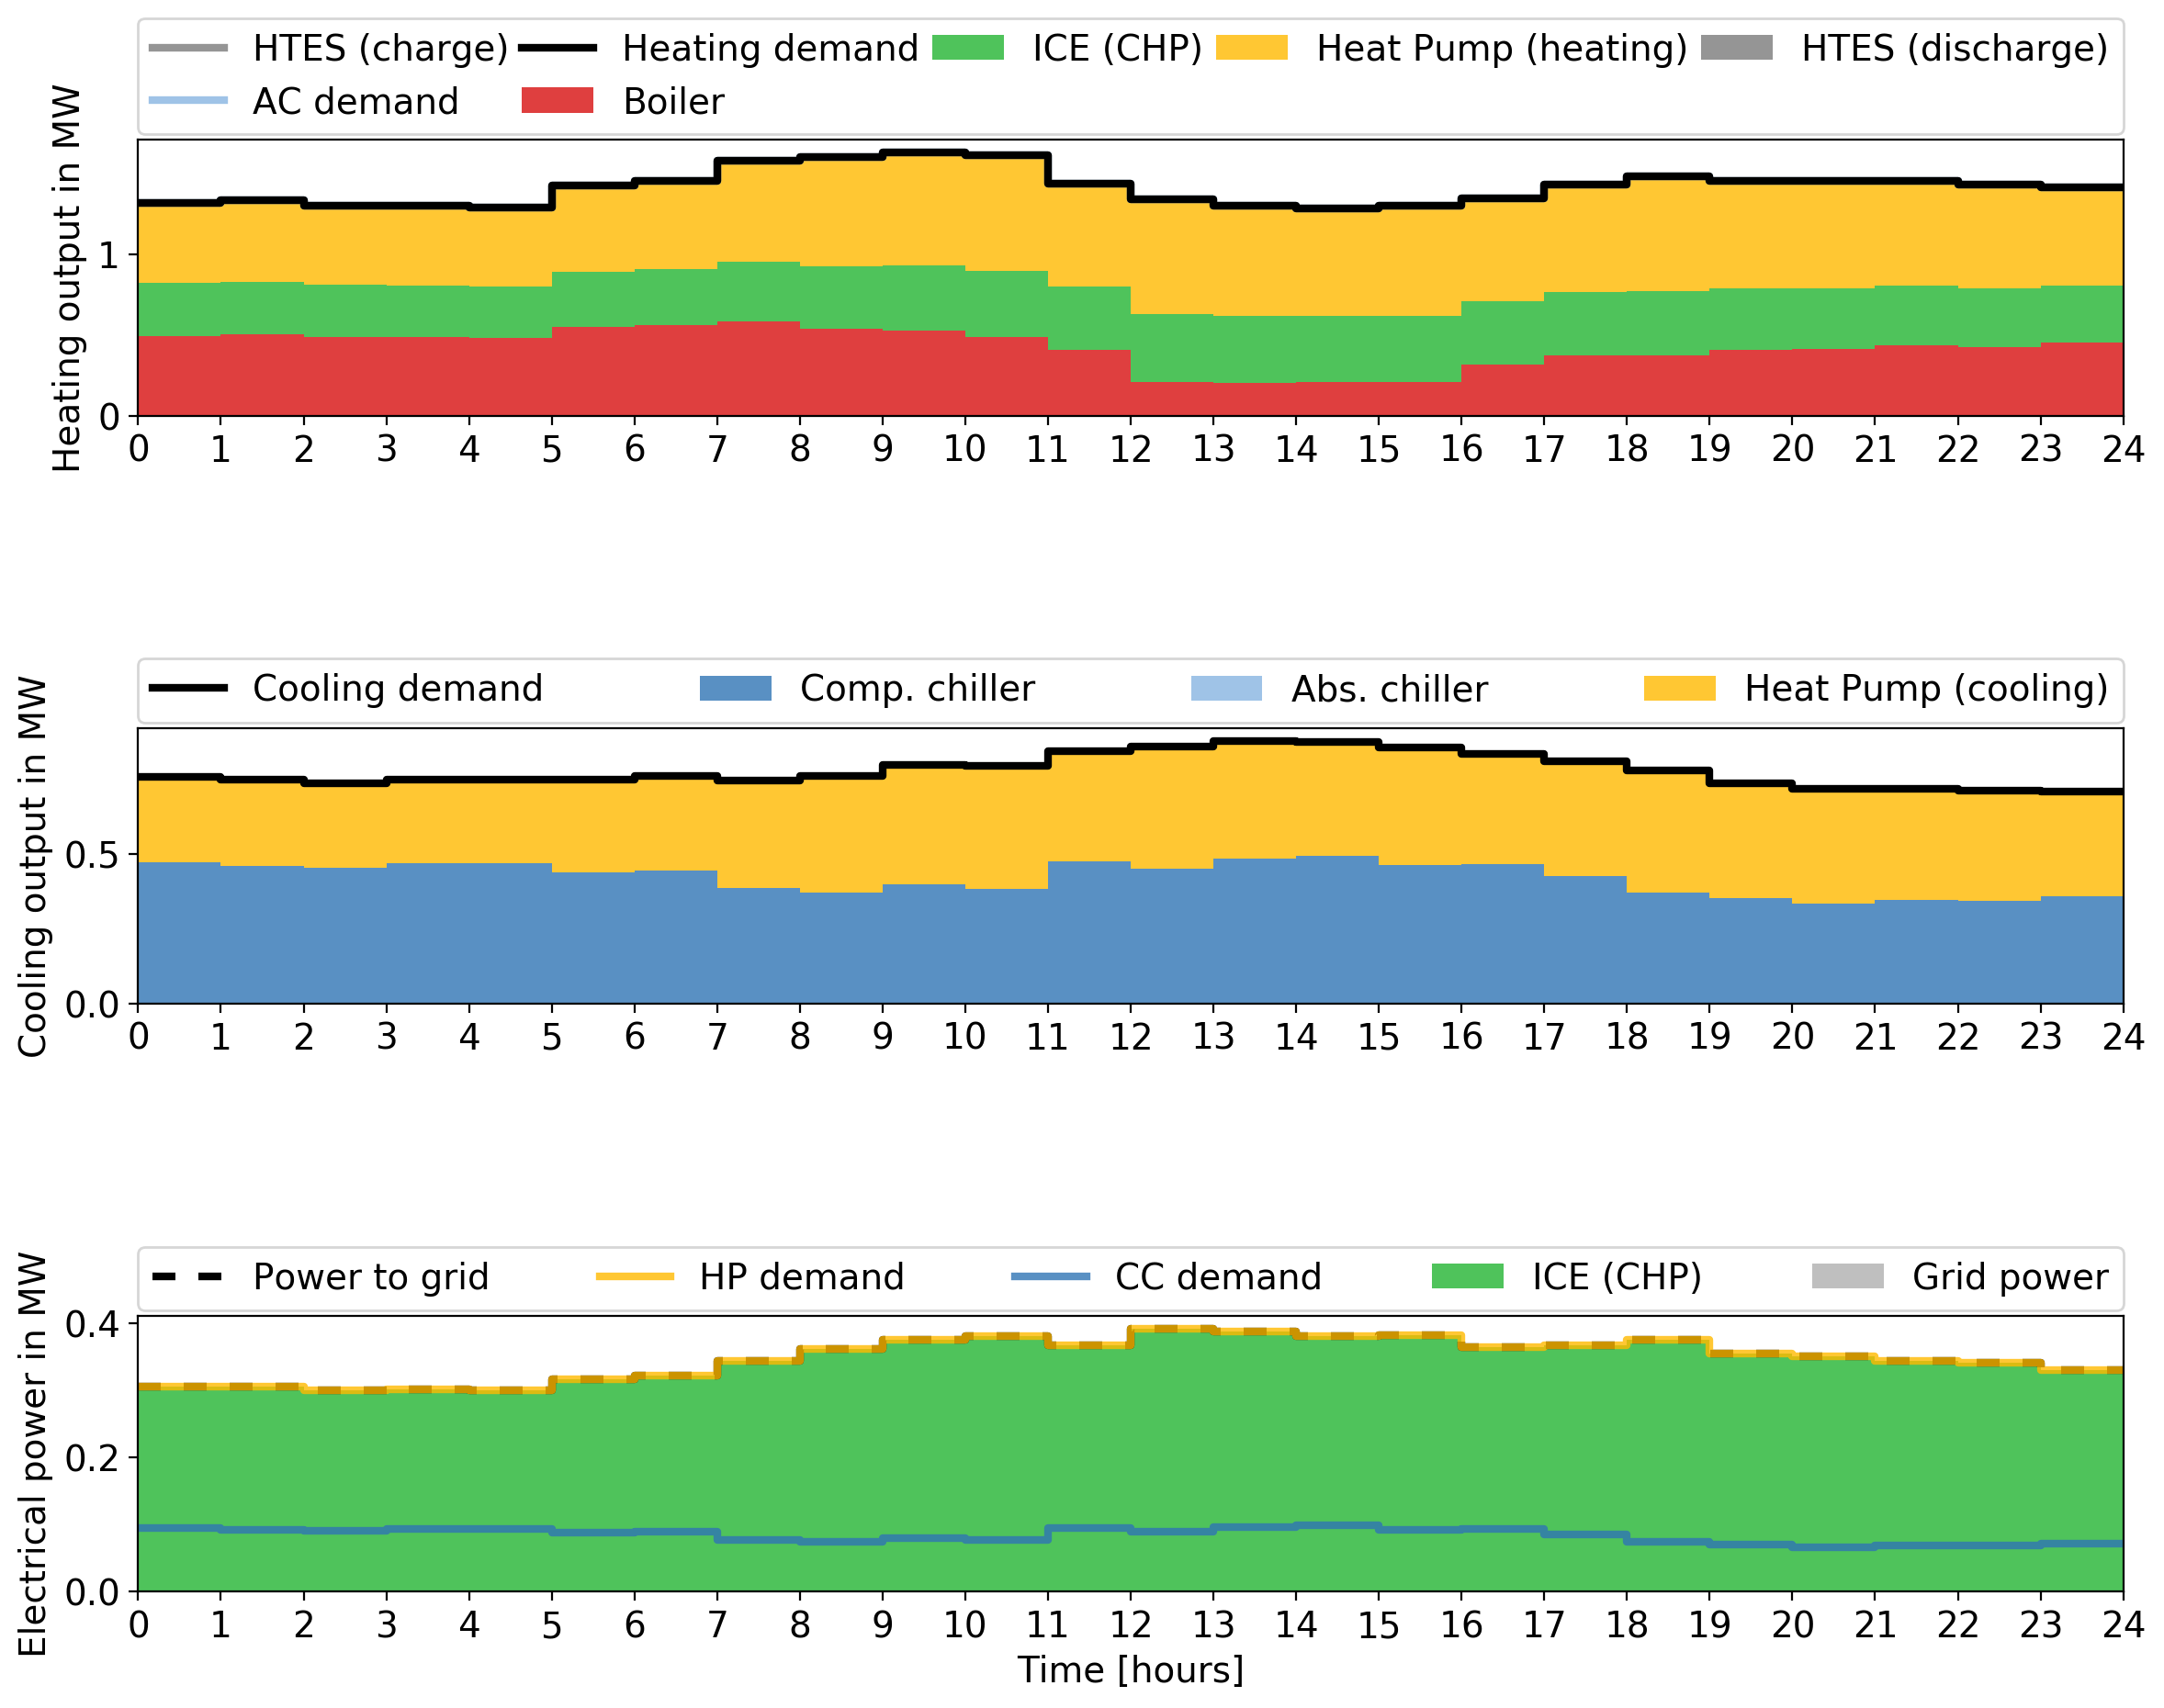 HTES (charge) Heating demand ICE (CHP) Heat Pump (heating) HTES (discharge)
AC demand Boiler
Heating output in MW
1
0
0 1 2 3 4 5 6 7 8 9 10 11 12 13 14 15 16 17 18 19 20 21 22 23 24
Cooling demand Comp. chiller Abs. chiller Heat Pump (cooling)
Cooling output in MW
0.5
0.0
0 1 2 3 4 5 6 7 8 9 10 11 12 13 14 15 16 17 18 19 20 21 22 23 24
Power to grid HP demand CC demand ICE (CHP) Grid power
Electrical power in MW
0.4
0.2
0.0
0 1 2 3 4 5 6 7 8 9 10 11 12 13 14 15 16 17 18 19 20 21 22 23 24
Time [hours]